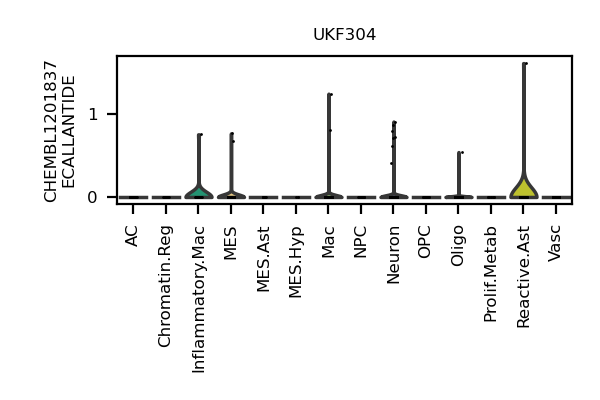 UKF304
CHEMBL1201837
ECALLANTIDE
1
0
AC
Chromatin.Reg
Inflammatory.Mac
MES
MES.Ast
MES.Hyp
Mac
NPC
Neuron
OPC
Oligo
Prolif.Metab
Reactive.Ast
Vasc